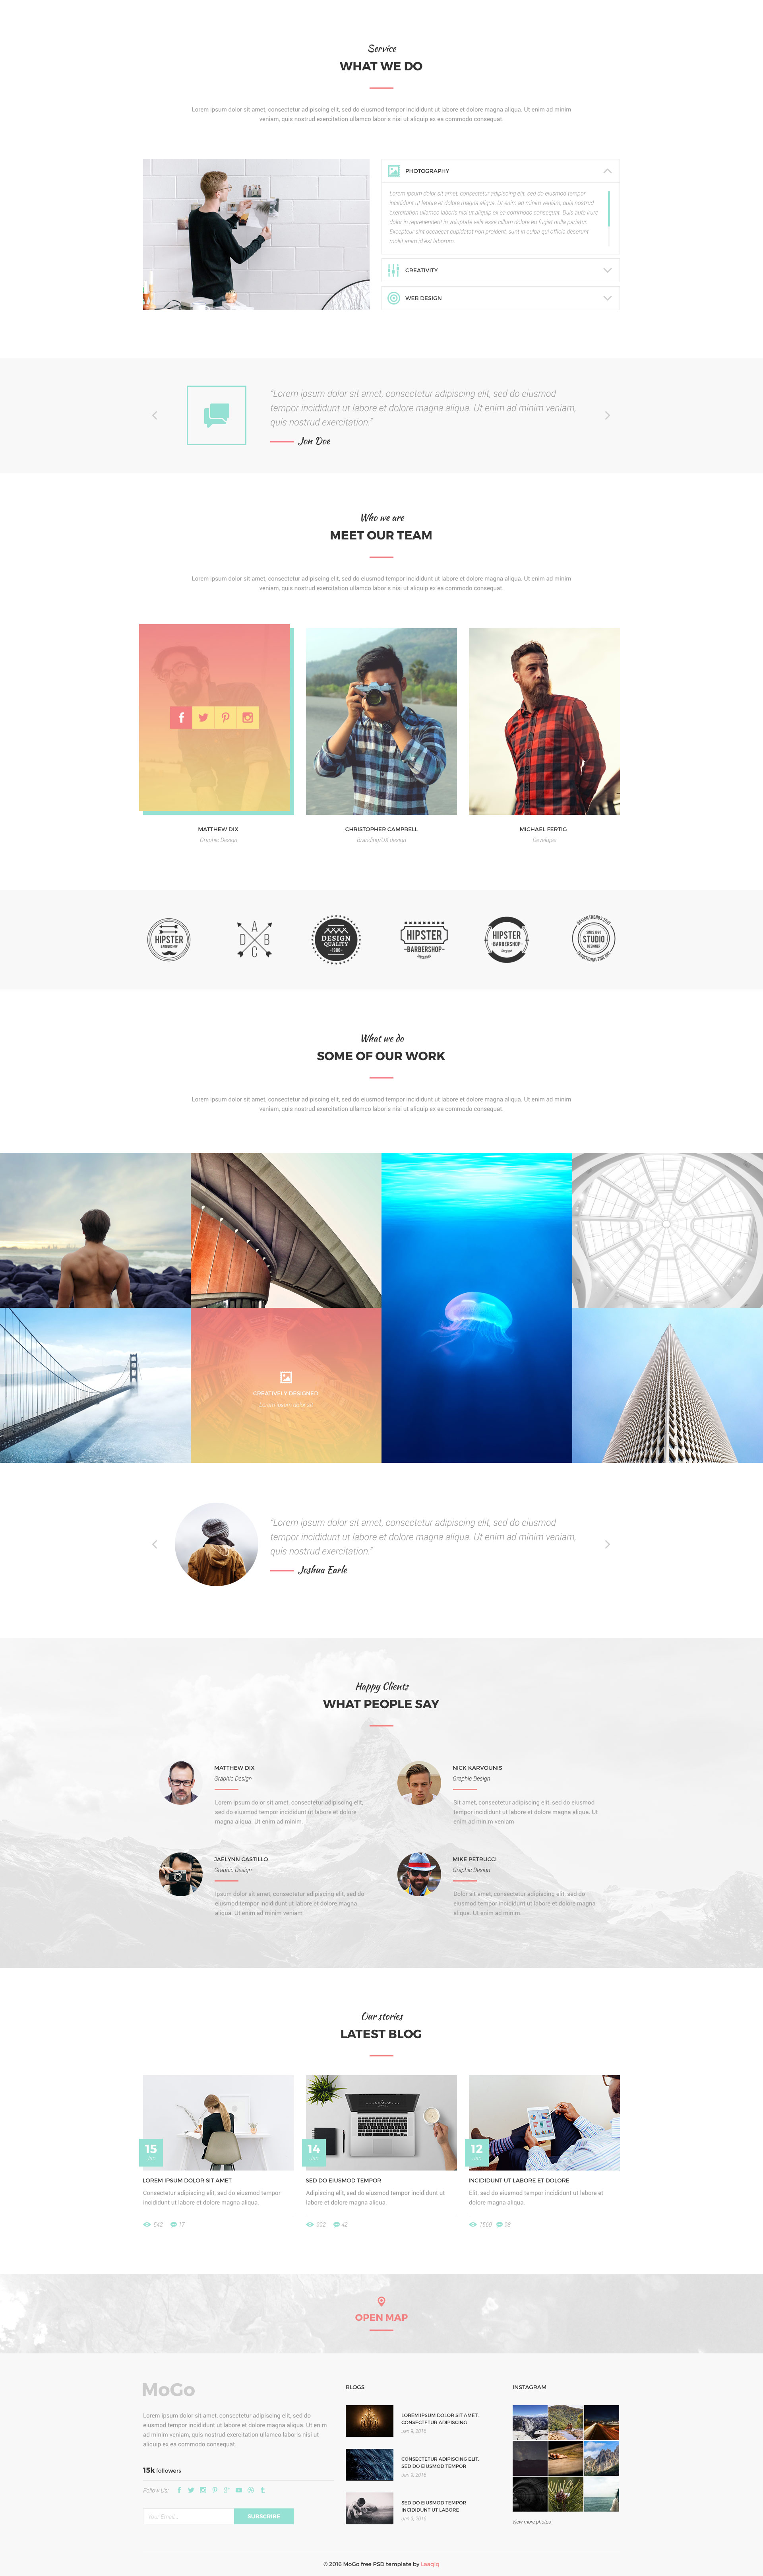 Service
WHAT WE DO
Lorem ipsum dolor sit amet, consectetur adipiscing elit, sed do eiusmod tempor incididunt ut labore et dolore magna aliqua. Ut enim ad minim
veniam, quis nostrud exercitation ullamco laboris nisi ut aliquip ex ea commodo consequat.
PHOTOGRAPHY
Lorem ipsum dolor sit amet, consectetur adipiscing elit, sed do eiusmod tempor
incididunt ut labore et dolore magna aliqua. Ut enim ad minim veniam, quis nostrud
exercitation ullamco laboris nisi ut aliquip ex ea commodo consequat. Duis aute irure
dolor in reprehenderit in voluptate velit esse cillum dolore eu fugiat nulla pariatur.
Excepteur sint occaecat cupidatat non proident, sunt in culpa qui officia deserunt
mollit anim id est laborum
CREATIVITY
WEB DESIGN
“Lorem ipsum dolor sit amet, consectetur adipiscing elit, sed do eiusmod
tempor incididunt ut labore et dolore magna aliqua. Ut enim ad minim veniam,
quis nostrud exercitation.”
Jon Doe
Who we are
MEET OUR TEAM
Lorem ipsum dolor sit amet, consectetur adipiscing elit, sed do eiusmod tempor incididunt ut labore et dolore magna aliqua. Ut enim ad minim
veniam, quis nostrud exercitation ullamco laboris nisi ut aliquip ex ea commodo consequat.
MATTHEW DIX
Graphic Design
CHRISTOPHER CAMPBELL
Branding/UX design
MICHAEL FERTIG
Developer
HIPSTER
BARBERSHOP
A
D B
C
DESIGN
QUALITY
HIPSTER
-BARBERSHOP-
HIPSTER
-BARBERSHOP-
STUDIO
DESIGNER
What we do
SOME OF OUR WORK
Lorem ipsum dolor sit amet, consectetur adipiscing elit, sed do eiusmod tempor incididunt ut labore et dolore magna aliqua. Ut enim ad minim
veniam, quis nostrud exercitation ullamco laboris nisi ut aliquip ex ea commodo consequat.
CREATIVELY DESIGNED
Lorem ipsum dolor sit
“Lorem ipsum dolor sit amet, consectetur adipiscing elit, sed do eiusmod
tempor incididunt ut labore et dolore magna aliqua. Ut enim ad minim veniam,
quis nostrud exercitation.”
Joshua Earle
Happy Clients
WHAT PEOPLE SAY
MATTHEW DIX
Graphic Design
Lorem ipsum dolor sit amet, consectetur adipiscing elit,
sed do eiusmod tempor incididunt ut labore et dolore
magna aliqua. Ut enim ad minim
NICK KARVOUNIS
Graphic Design
Sit amet, consectetur adipiscing elit, sed do eiusmod
tempor incididunt ut labore et dolore magna aliqua. Ut
enim ad minim veniam
JAELYNN CASTILLO
Graphic Design
Ipsum dolor sit amet, consectetur adipiscing elit, sed do
eiusmod tempor incididunt ut labore et dolore magna
aliqua. Ut enim ad minim veniam
MIKE PETRUCCI
Graphic Design
Dolor sit amet, consectetur adipiscing elit, sed do
eiusmod tempor incididunt ut labore et dolore magna
aliqua. Ut enim ad minim
Our stories
LATEST BLOG
15
Jan
LOREM IPSUM DOLOR SIT AMET
Consectetur adipiscing elit, sed do eiusmod tempor
incididunt ut labore et dolore magna aliqua.
542 17
14
Jan
SED DO EIUSMOD TEMPOR
Adipiscing elit, sed do eiusmod tempor incididunt ut
labore et dolore magna aliqua.
992 42
12
Jan
INCIDIDUNT UT LABORE ET DOLORE
Elit, sed do eiusmod tempor incididunt ut labore et
dolore magna aliqua.
1560 98
OPEN MAP
MoGo
Lorem ipsum dolor sit amet, consectetur adipiscing elit, sed do
eiusmod tempor incididunt ut labore et dolore magna aliqua. Ut enim
ad minim veniam, quis nostrud exercitation ullamco laboris nisi ut
aliquip ex ea commodo consequat.
15k followers
Follow Us:
Your Email...
SUBSCRIBE
BLOGS
LOREM IPSUM DOLOR SIT AMET,
CONSECTETUR ADIPISCING
Jan 9, 2016
CONSECTETUR ADIPISCING ELIT,
SED DO EIUSMOD TEMPOR
Jan 9, 2016
SED DO EIUSMOD TEMPOR
INCIDIDUNT UT LABORE
Jan 9, 2016
INSTAGRAM
View more photos
© 2016 MoGo free PSD template by Laaqiq